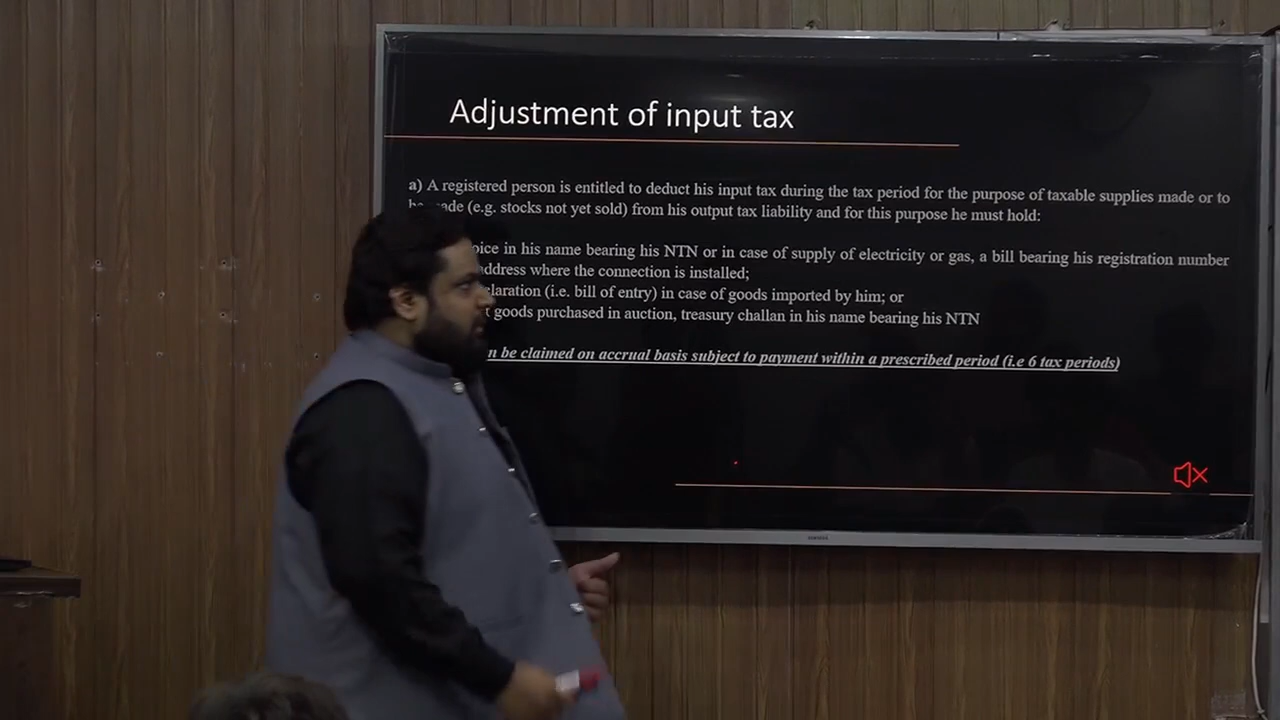 Adjustment of input tax
a) A registered person is entitled to deduct his input tax during the tax period for the purpose of taxable supplies made or to
made (e.g. stocks not yet sold) from his output tax liability and for this purpose he must hold:
in his name bearing his NTN or in case of supply of electricity or gas, a bill bearing his registration number
address where the connection is installed;
(i.e. bill of entry) in case of goods imported by him; or
goods purchased in auction, treasury challan in his name bearing his NTN
be claimed on accrual basis subject to payment within a prescribed period (i.e 6 tax periods)